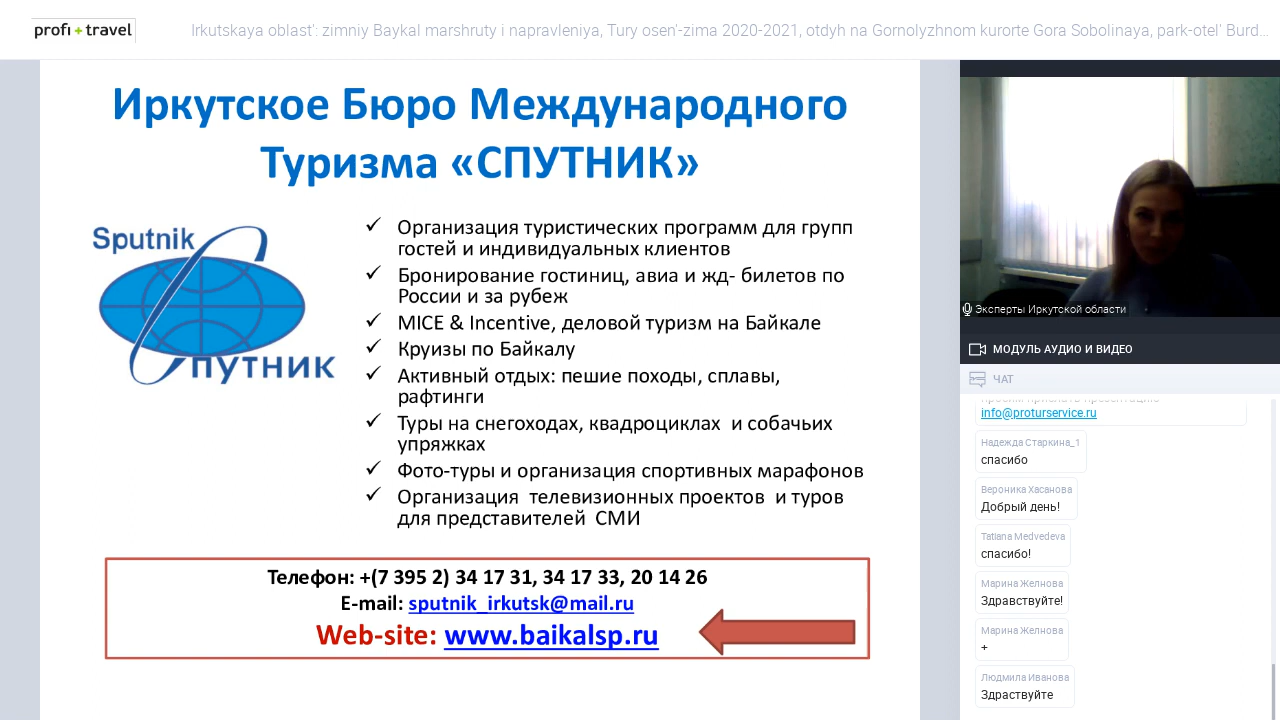 profi + travel
Irkutskaya oblast': zimniy Baykal marshruty i napravleniya, Tury osen'-zima 2020-2021, otdyh na Gornolyzhnom kurorte Gora Sobolinaya, park-otel' Burd...
Иркутское Бюро Международного
Туризма «СПУТНИК»
Sputnik
Спутник
✓ Организация туристических программ для групп
гостей и индивидуальных клиентов
✓ Бронирование гостиниц, авиа и жд- билетов по
России и за рубеж
✓ MICE & Incentive, деловой туризм на Байкале
✓ Круизы по Байкалу
✓ Активный отдых: пешие походы, сплавы,
рафтинги
✓ Туры на снегоходах, квадроциклах и собачьих
упряжках
✓ Фото-туры и организация спортивных марафонов
✓ Организация телевизионных проектов и туров
для представителей СМИ
Телефон: +(7 395 2) 34 17 31, 34 17 33, 20 14 26
E-mail: sputnik_irkutsk@mail.ru
Web-site: www.baikalsp.ru
Эксперты Иркутской области
МОДУЛЬ АУДИО И ВИДЕО
ЧАТ
info@proturservice.ru
Надежда Старкина_1
спасибо
Вероника Хасанова
Добрый день!
Tatiana Medvedeva
спасибо!
Марина Желнова
Здравствуйте!
Марина Желнова
+
Людмила Иванова
Здраствуйте